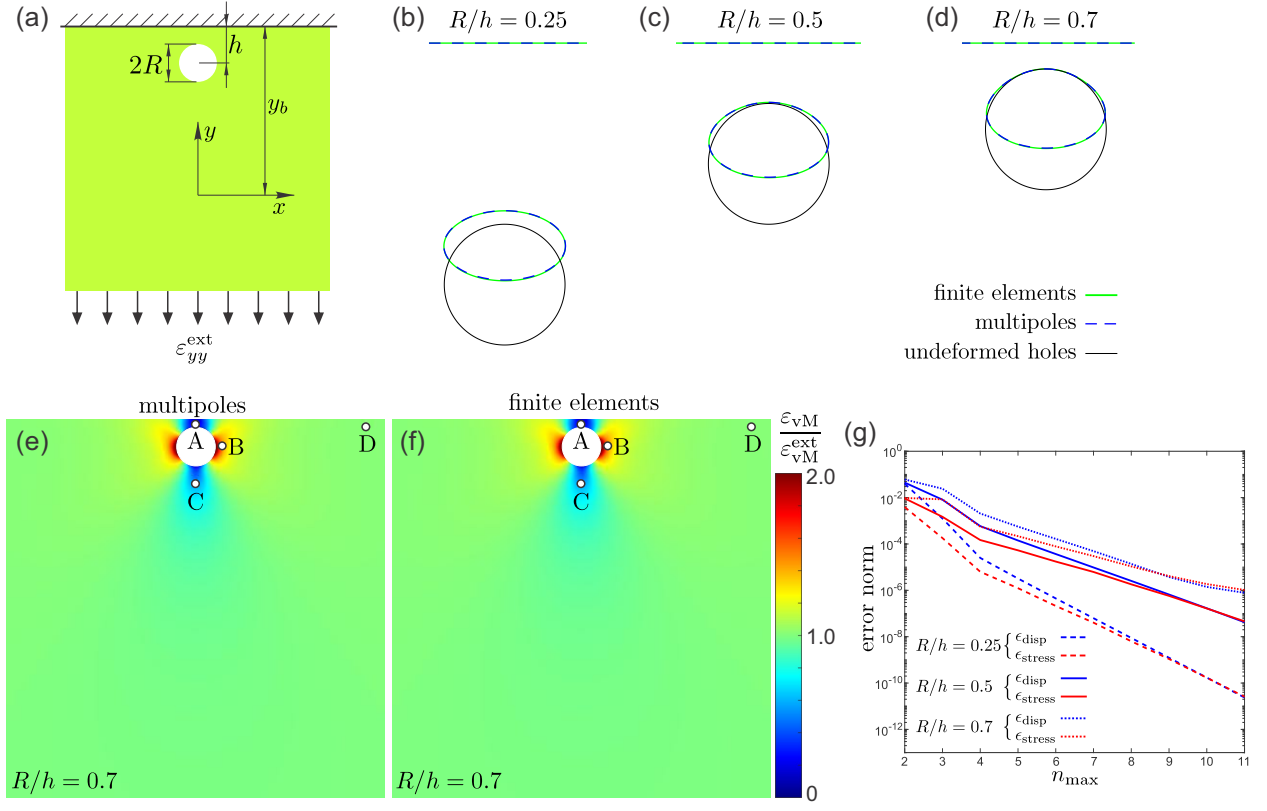 (a)
h
2R
y_b
y
x
ε_yy^ext
(b)
R/h = 0.25
(c)
R/h = 0.5
(d)
R/h = 0.7
finite elements
multipoles
undeformed holes
(e)
multipoles
A
B
C
D
R/h = 0.7
(f)
finite elements
A
B
C
D
R/h = 0.7
ε_vM / ε_vM^ext
2.0
1.0
0
(g)
error norm
10^0
10^-2
10^-4
10^-6
10^-8
10^-10
10^-12
R/h = 0.25 { ϵ_disp
ϵ_stress
R/h = 0.5 { ϵ_disp
ϵ_stress
R/h = 0.7 { ϵ_disp
ϵ_stress
2 3 4 5 6 7 8 9 10 11
n_max